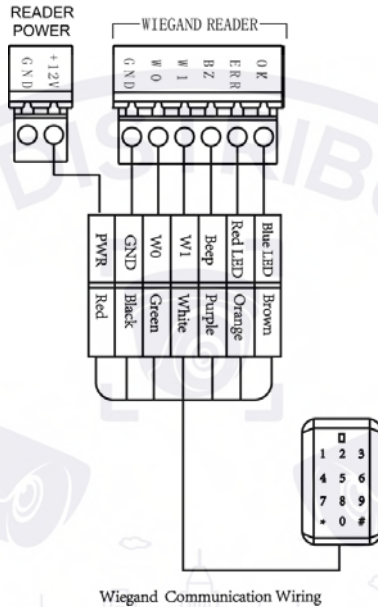 READER
POWER
WIEGAND READER
GND
+12V
GND
W0
W1
BZ
ERR
OK
DISTRIB
PWR
GND
W0
W1
Beep
Red LED
Blue LED
Red
Black
Green
White
Purple
Orange
Brown
1 2 3
4 5 6
7 8 9
* 0 #
Wiegand Communication Wiring